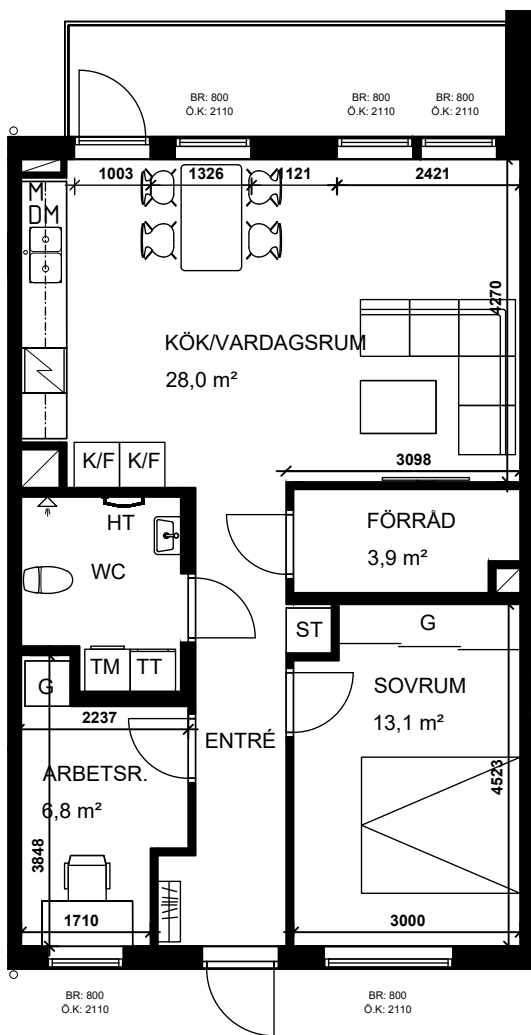 BR: 800
Ö.K: 2110
BR: 800
Ö.K: 2110
BR: 800
Ö.K: 2110
1003
1326
1121
2421
M
DM
4270
KÖK/VARDAGSRUM
28,0 m²
K/F
K/F
3098
HT
FÖRRÅD
3,9 m²
WC
ST
G
TM
TT
G
SOVRUM
13,1 m²
2237
ENTRÉ
ARBETSR.
6,8 m²
4523
3848
1710
3000
BR: 800
Ö.K: 2110
BR: 800
Ö.K: 2110